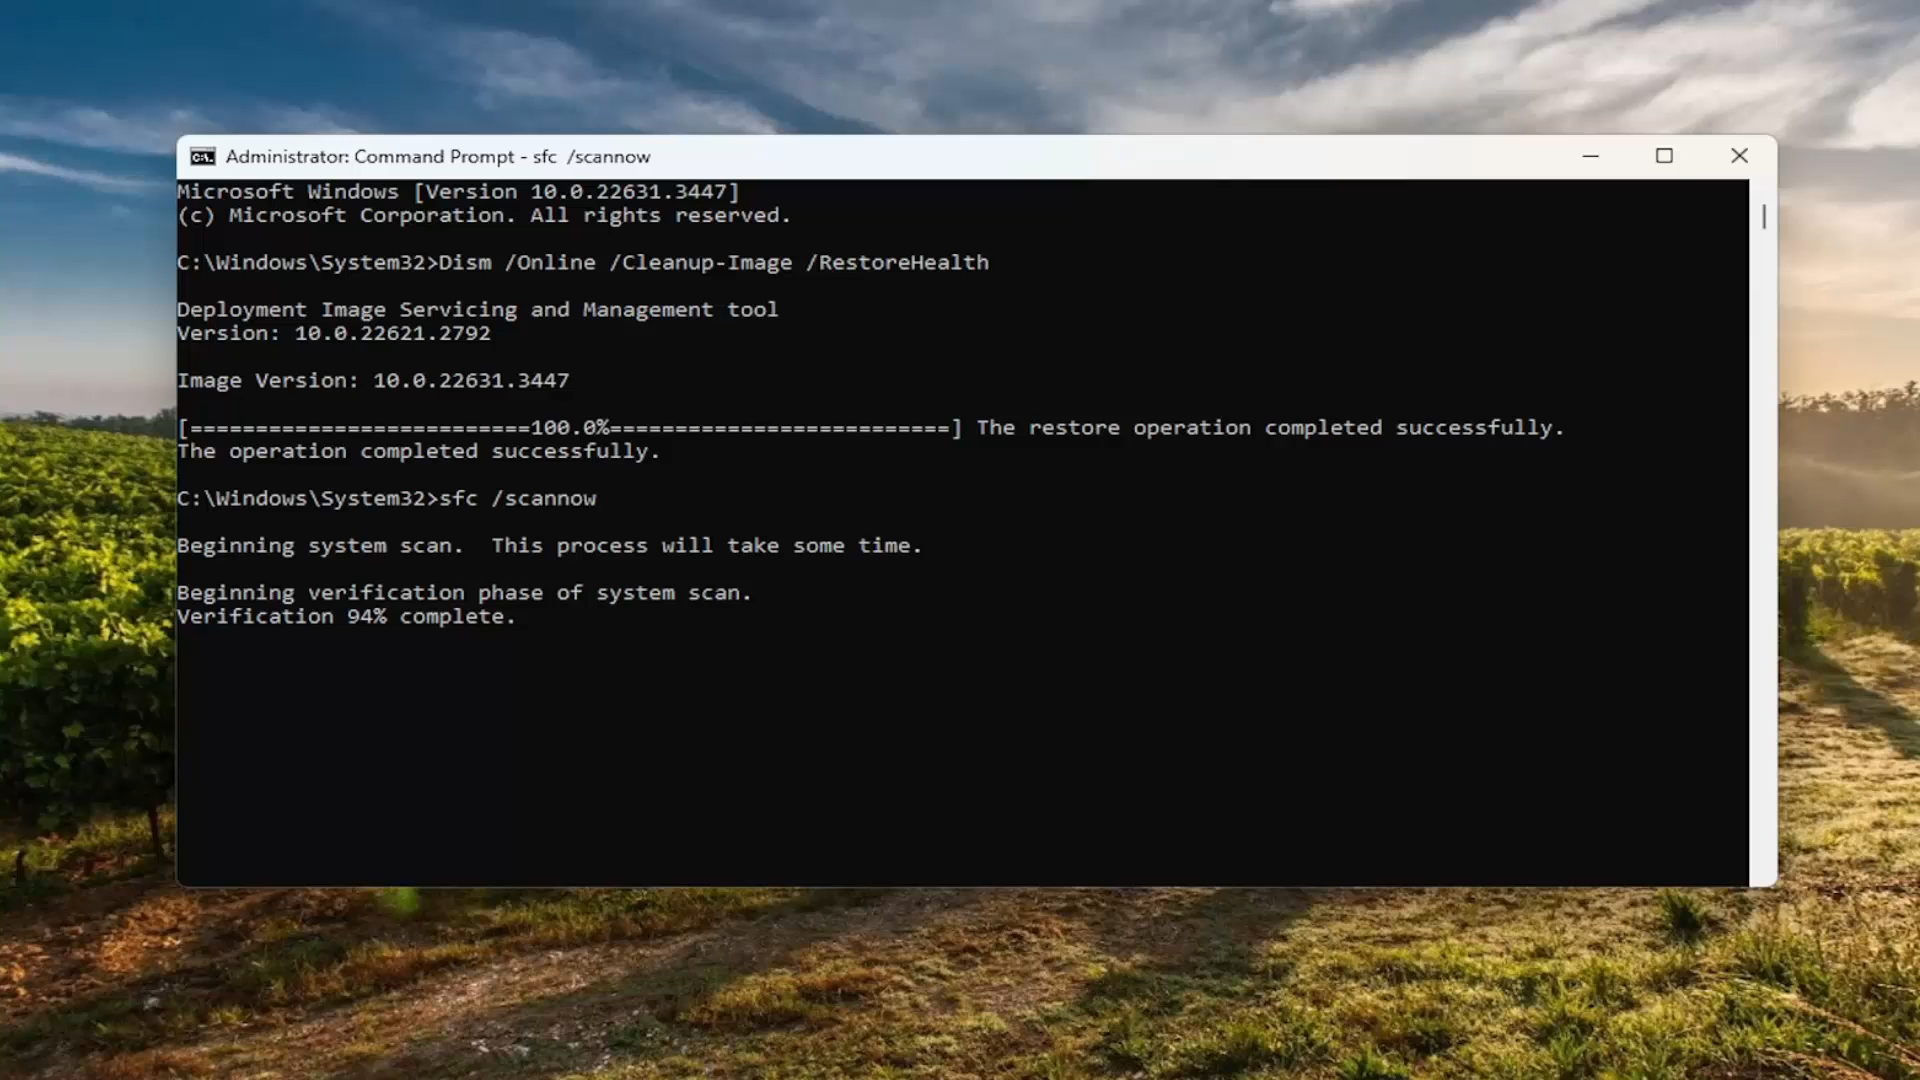 Administrator: Command Prompt - sfc  /scannow
Microsoft Windows [Version 10.0.22631.3447]
(c) Microsoft Corporation. All rights reserved.
C:\Windows\System32>Dism /Online /Cleanup-Image /RestoreHealth
Deployment Image Servicing and Management tool
Version: 10.0.22621.2792
Image Version: 10.0.22631.3447
[==========================100.0%==========================] The restore operation completed successfully.
The operation completed successfully.
C:\Windows\System32>sfc /scannow
Beginning system scan.  This process will take some time.
Beginning verification phase of system scan.
Verification 94% complete.